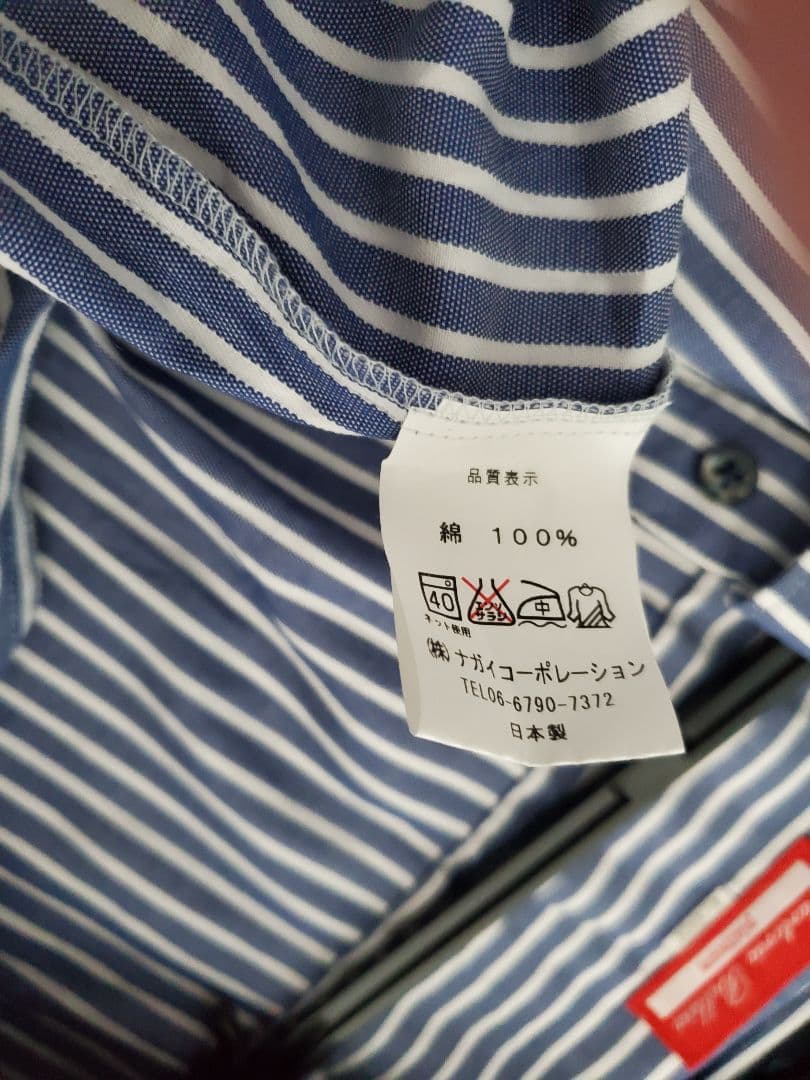 品質表示
綿 100%
40 エンソサラシ 中
ネット使用
(株)ナガイコーポレーション
TEL06-6790-7372
日本製